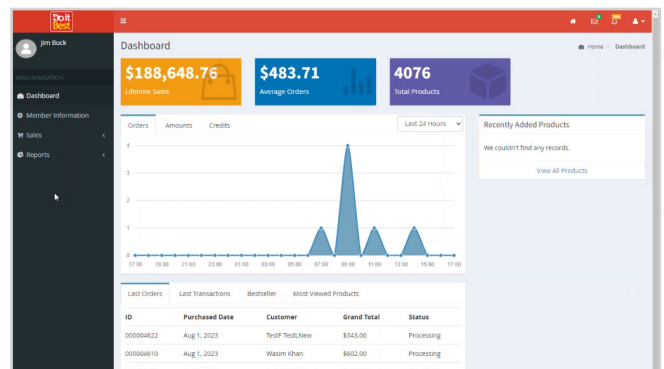 Do it
Best
Jim Buck
MAIN NAVIGATION
Dashboard
Member Information
Sales
Reports
Dashboard
Home > Dashboard
$188,648.76
Lifetime Sales
$483.71
Average Orders
4076
Total Products
Orders Amounts Credits
Last 24 Hours
4
3
2
1
0
17:00 19:00 21:00 23:00 01:00 03:00 05:00 07:00 09:00 11:00 13:00 15:00 17:00
Recently Added Products
We couldn't find any records.
View All Products
Last Orders Last Transactions Bestseller Most Viewed Products
ID Purchased Date Customer Grand Total Status
000004622 Aug 1, 2023 TestF TestLNew $343.00 Processing
000004610 Aug 1, 2023 Wasim Khan $602.00 Processing